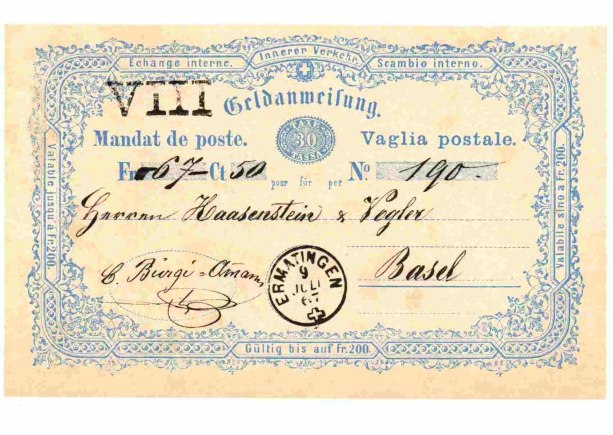 Echange interne. Innerer Verkehr. Scambio interno.
VIII
Geldanweisung.
Mandat de poste. 30 Vaglia postale.
Fr. 67 – Ct 50 pour für per No 190.
Herren Haasenstein & Vogler
Basel
ERMATINGEN
9
JULI
67
Valable jusqu'à Fr. 200.
Valabile sino a Fr. 200.
Gültig bis auf Fr. 200.